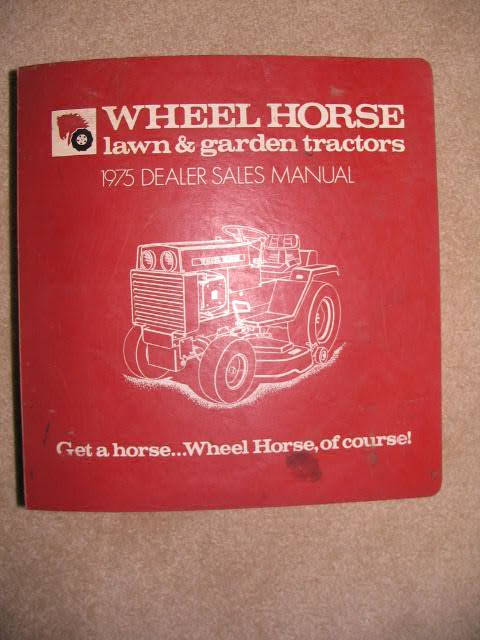 WHEEL HORSE
lawn & garden tractors
1975 DEALER SALES MANUAL
Get a horse...Wheel Horse, of course!